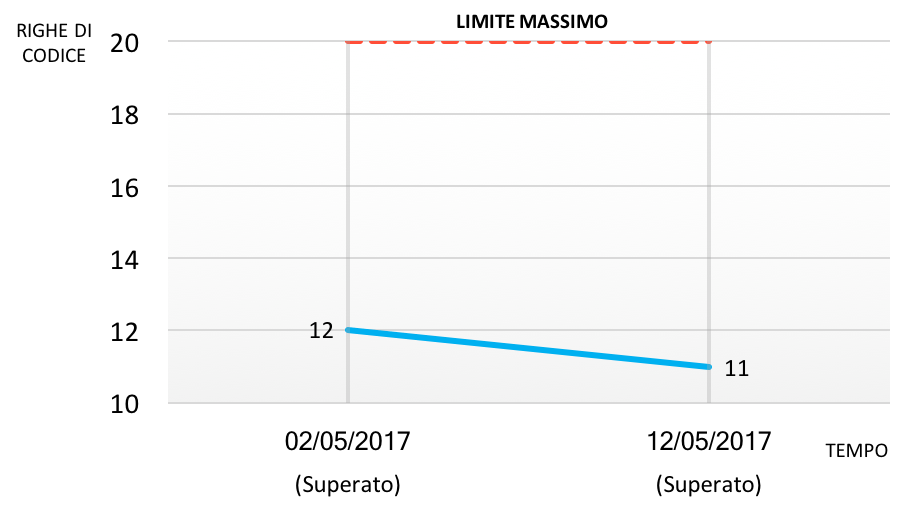 LIMITE MASSIMO
RIGHE DI
CODICE
20
18
16
14
12
10
12
11
02/05/2017
12/05/2017
TEMPO
(Superato)
(Superato)